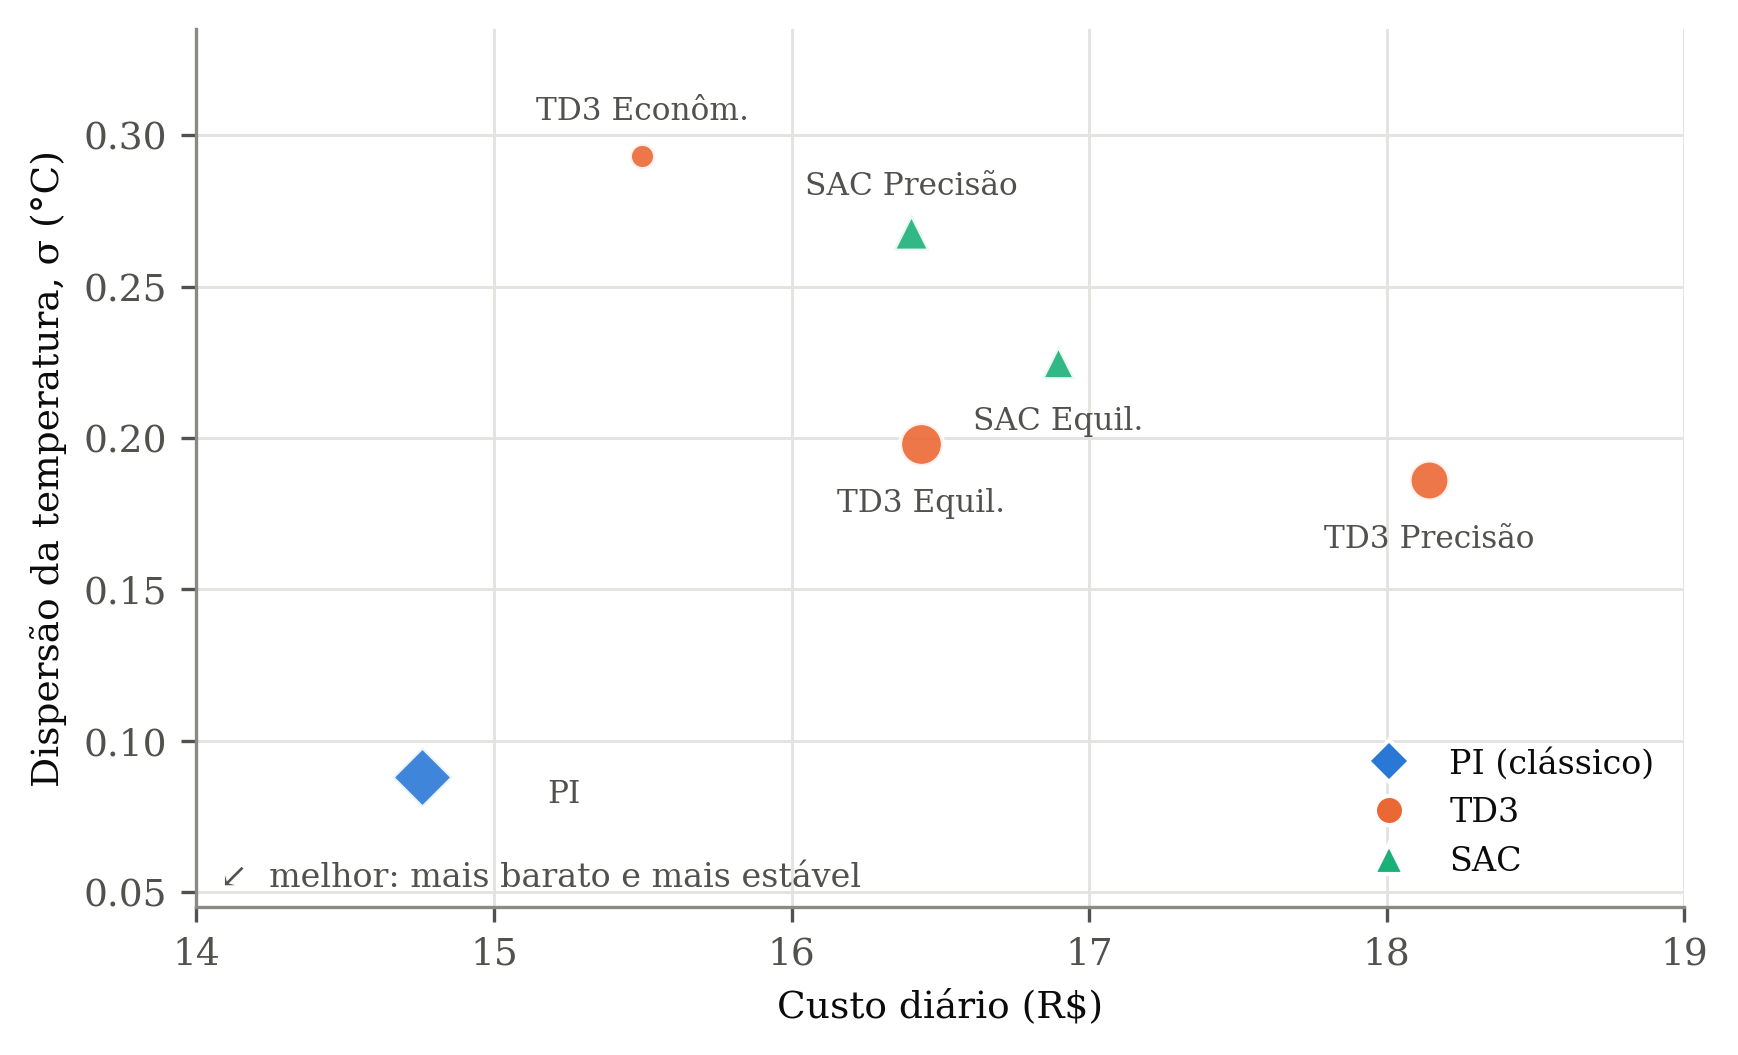 TD3 Econôm.
SAC Precisão
SAC Equil.
TD3 Equil.
TD3 Precisão
PI
↙ melhor: mais barato e mais estável
PI (clássico)
TD3
SAC
0.30
0.25
0.20
0.15
0.10
0.05
14 15 16 17 18 19
Custo diário (R$)
Dispersão da temperatura, σ (°C)